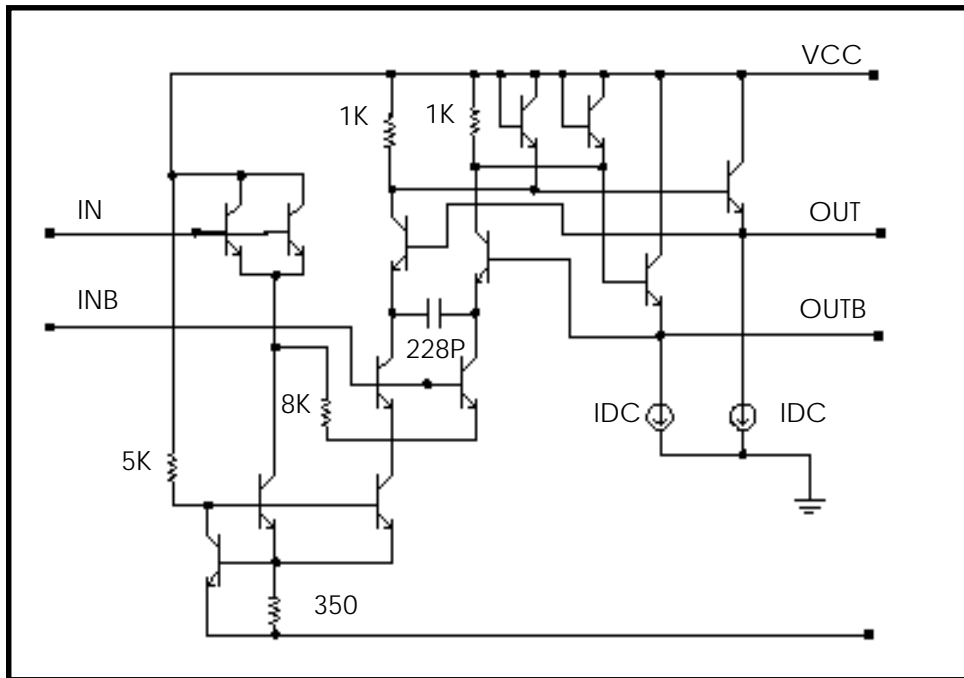 VCC
1K
1K
IN
OUT
INB
OUTB
228P
8K
IDC
IDC
5K
350